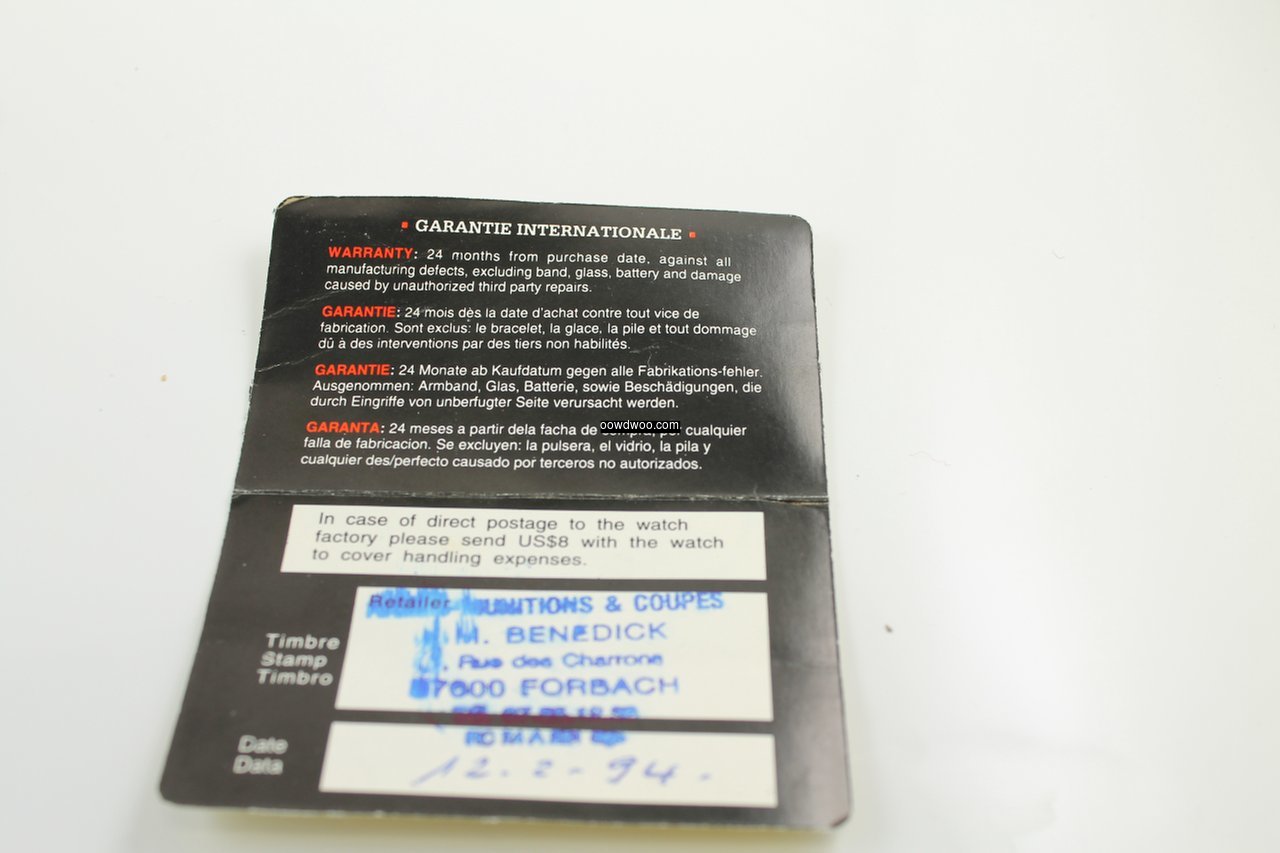 GARANTIE INTERNATIONALE
WARRANTY: 24 months from purchase date, against all
manufacturing defects, excluding band, glass, battery and damage
caused by unauthorized third party repairs.
GARANTIE: 24 mois dès la date d'achat contre tout vice de
fabrication. Sont exclus: le bracelet, la glace, la pile et tout dommage
dû à des interventions par des tiers non habilités.
GARANTIE: 24 Monate ab Kaufdatum gegen alle Fabrikations-fehler.
Ausgenommen: Armband, Glas, Batterie, sowie Beschädigungen, die
durch Eingriffe von unberfugter Seite verursacht werden.
GARANTA: 24 meses a partir dela facha de cualquier
oowdwoo.com
falla de fabricacion. Se excluyen: la pulsera, el vidrio, la pila y
cualquier des/perfecto causado por terceros no autorizados.
In case of direct postage to the watch
factory please send US$8 with the watch
to cover handling expenses.
Retailer & COUPES
M. BENEDICK
Rue des Charrons
57600 FORBACH
Timbre
Stamp
Timbro
Date
Data
12.2-94.